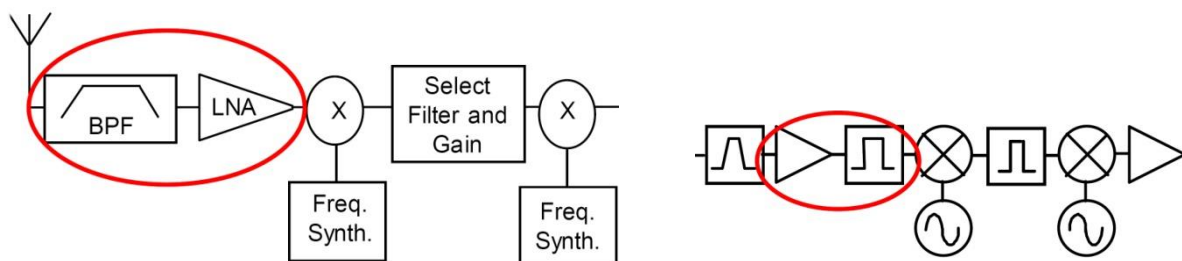 BPF
LNA
X
Select
Filter and
Gain
X
Freq.
Synth.
Freq.
Synth.